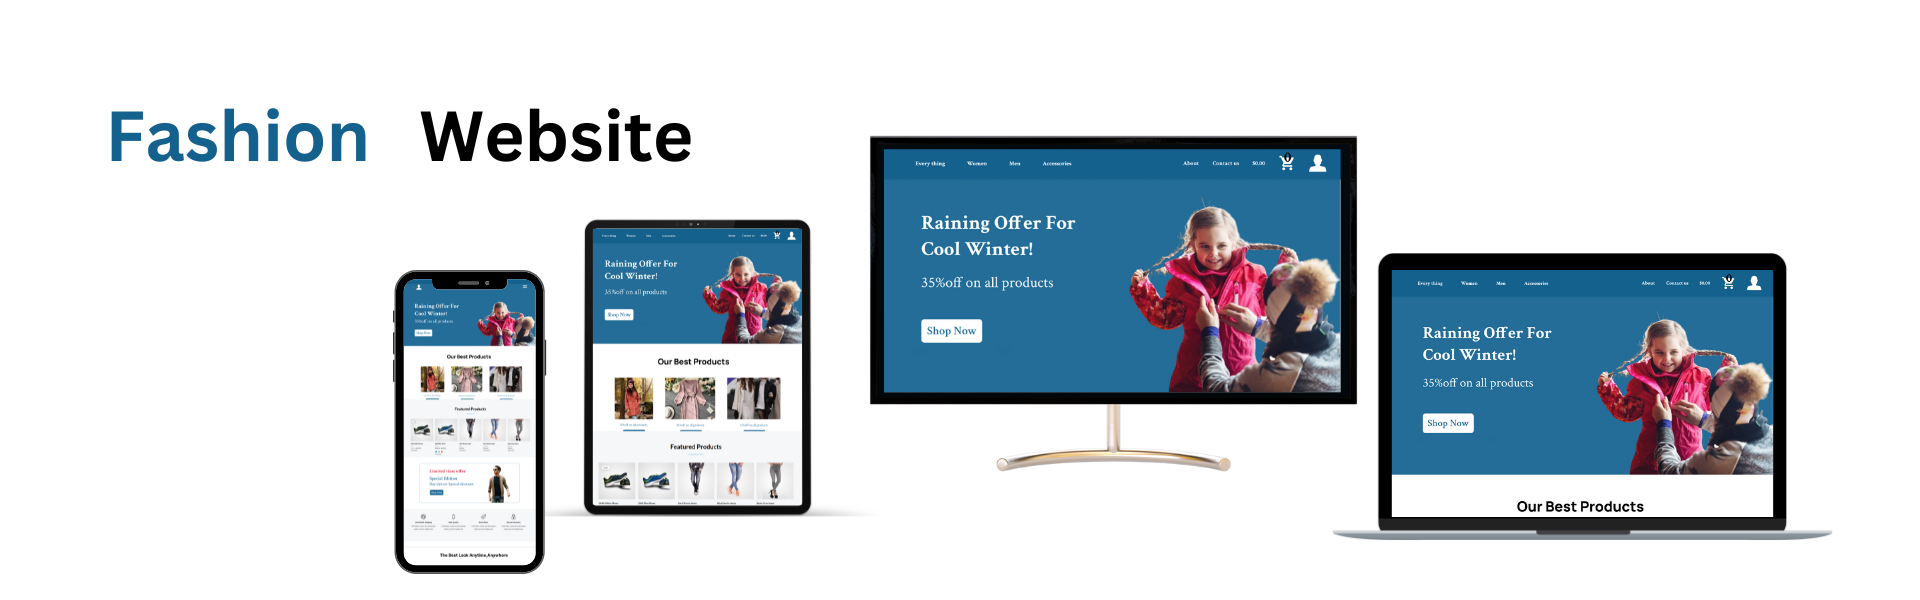 Fashion Website
Raining Offer For
Cool Winter!
35%off on all products
Shop Now
Our Best Products
Featured Products
Limited time offer
Special Edition
The Best Look Anytime,Anywhere
Raining Offer For
Cool Winter!
35%off on all products
Shop Now
Our Best Products
Featured Products
Every thing Women Men Accessories About Contact us $0.00
Raining Offer For
Cool Winter!
35%off on all products
Shop Now
Every thing Women Men Accessories About Contact us $0.00
Raining Offer For
Cool Winter!
35%off on all products
Shop Now
Our Best Products